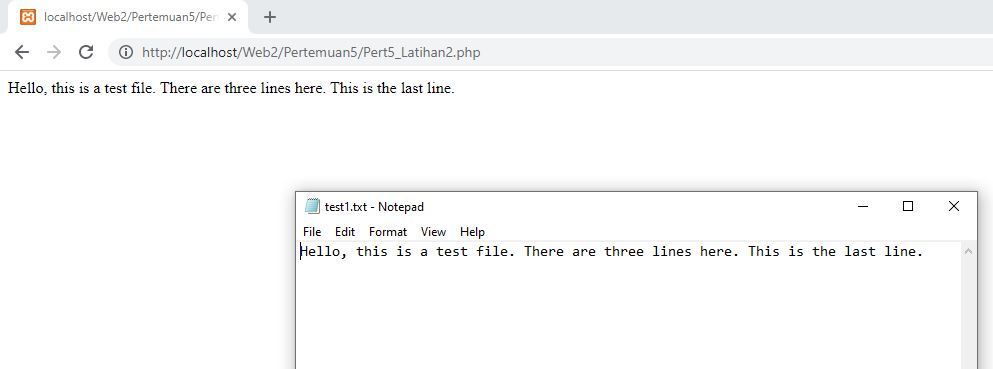 localhost/Web2/Pertemuan5/Per
http://localhost/Web2/Pertemuan5/Pert5_Latihan2.php
Hello, this is a test file. There are three lines here. This is the last line.
test1.txt - Notepad
File Edit Format View Help
Hello, this is a test file. There are three lines here. This is the last line.